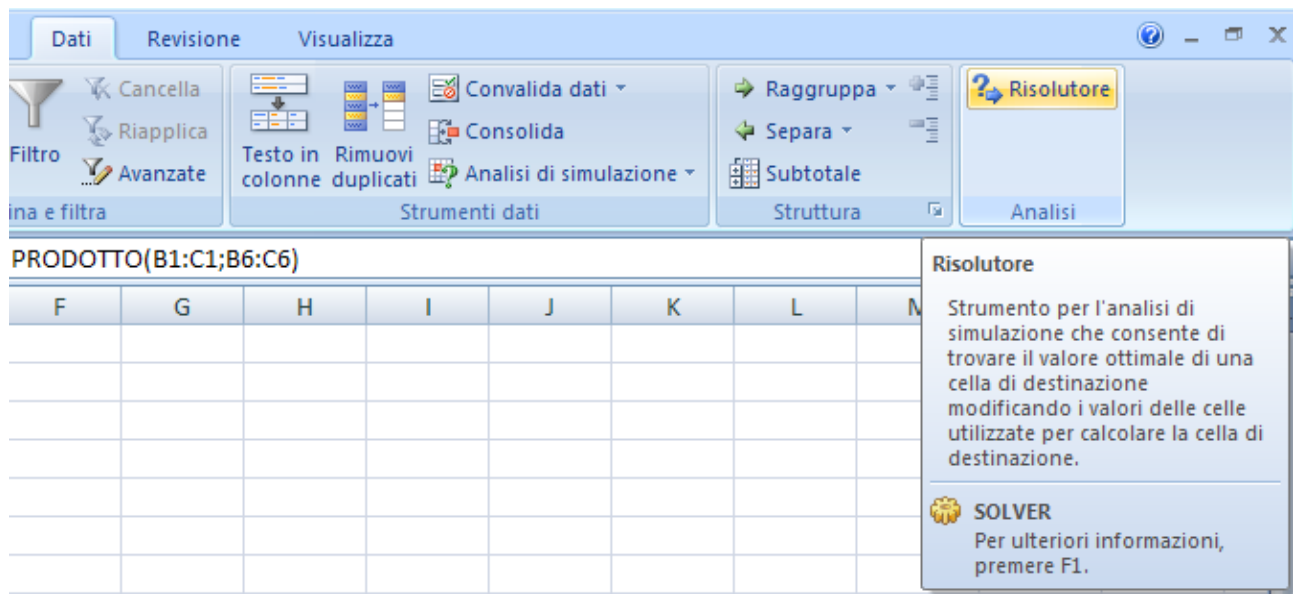 Dati Revisione Visualizza
Cancella
Riapplica
Filtro
Avanzate
Testo in colonne
Rimuovi duplicati
Convalida dati
Consolida
Analisi di simulazione
Raggruppa
Separa
Subtotale
Risolutore
ina e filtra Strumenti dati Struttura Analisi
PRODOTTO(B1:C1;B6:C6)
F G H I J K L M
Risolutore
Strumento per l'analisi di
simulazione che consente di
trovare il valore ottimale di una
cella di destinazione
modificando i valori delle celle
utilizzate per calcolare la cella di
destinazione.
SOLVER
Per ulteriori informazioni,
premere F1.